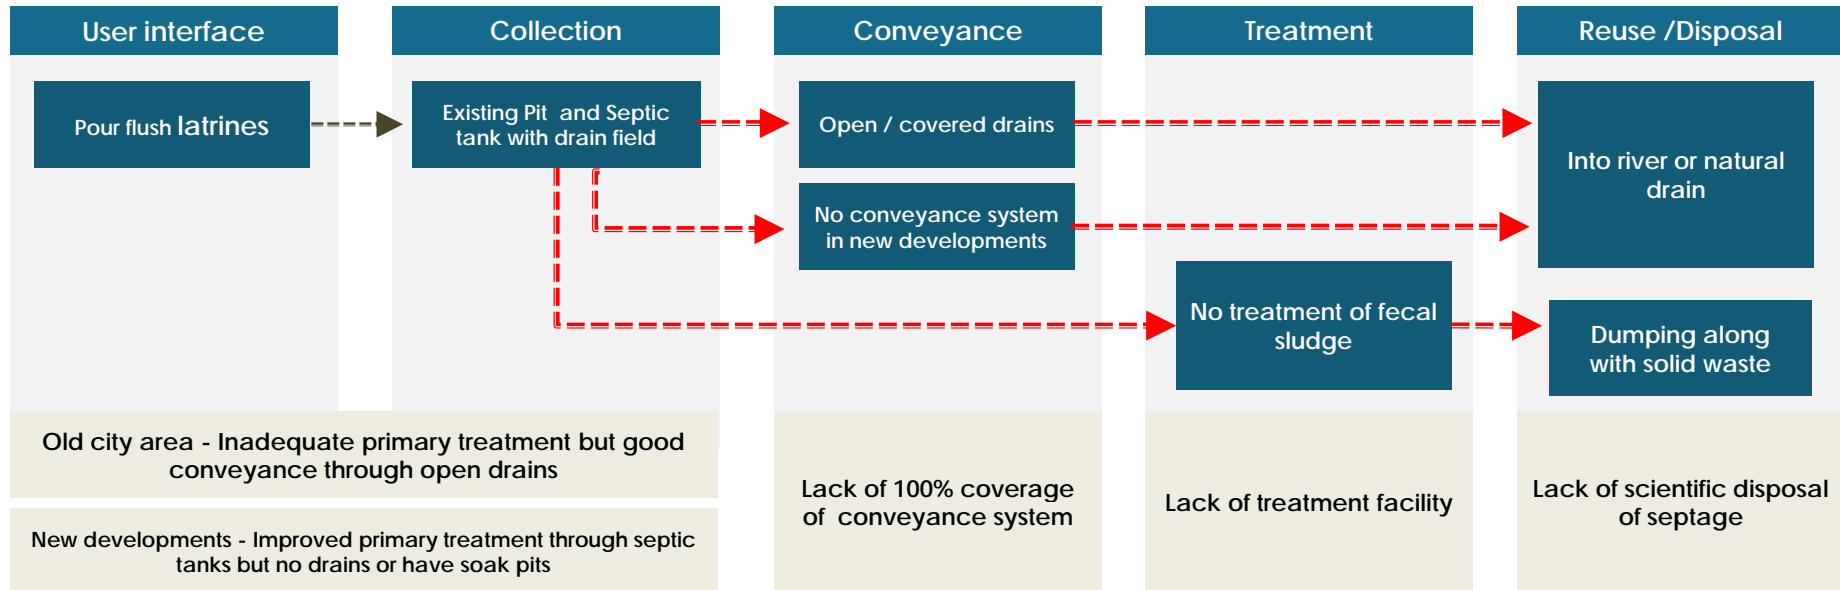 User interface
Collection
Conveyance
Treatment
Reuse /Disposal
Pour flush latrines
Existing Pit and Septic
tank with drain field
Open / covered drains
Into river or natural
drain
No conveyance system
in new developments
No treatment of fecal
sludge
Dumping along
with solid waste
Old city area - Inadequate primary treatment but good
conveyance through open drains
New developments - Improved primary treatment through septic
tanks but no drains or have soak pits
Lack of 100% coverage
of conveyance system
Lack of treatment facility
Lack of scientific disposal
of septage